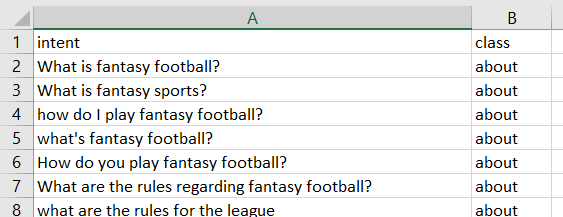 A B
1 intent class
2 What is fantasy football? about
3 What is fantasy sports? about
4 how do I play fantasy football? about
5 what's fantasy football? about
6 How do you play fantasy football? about
7 What are the rules regarding fantasy football? about
8 what are the rules for the league about